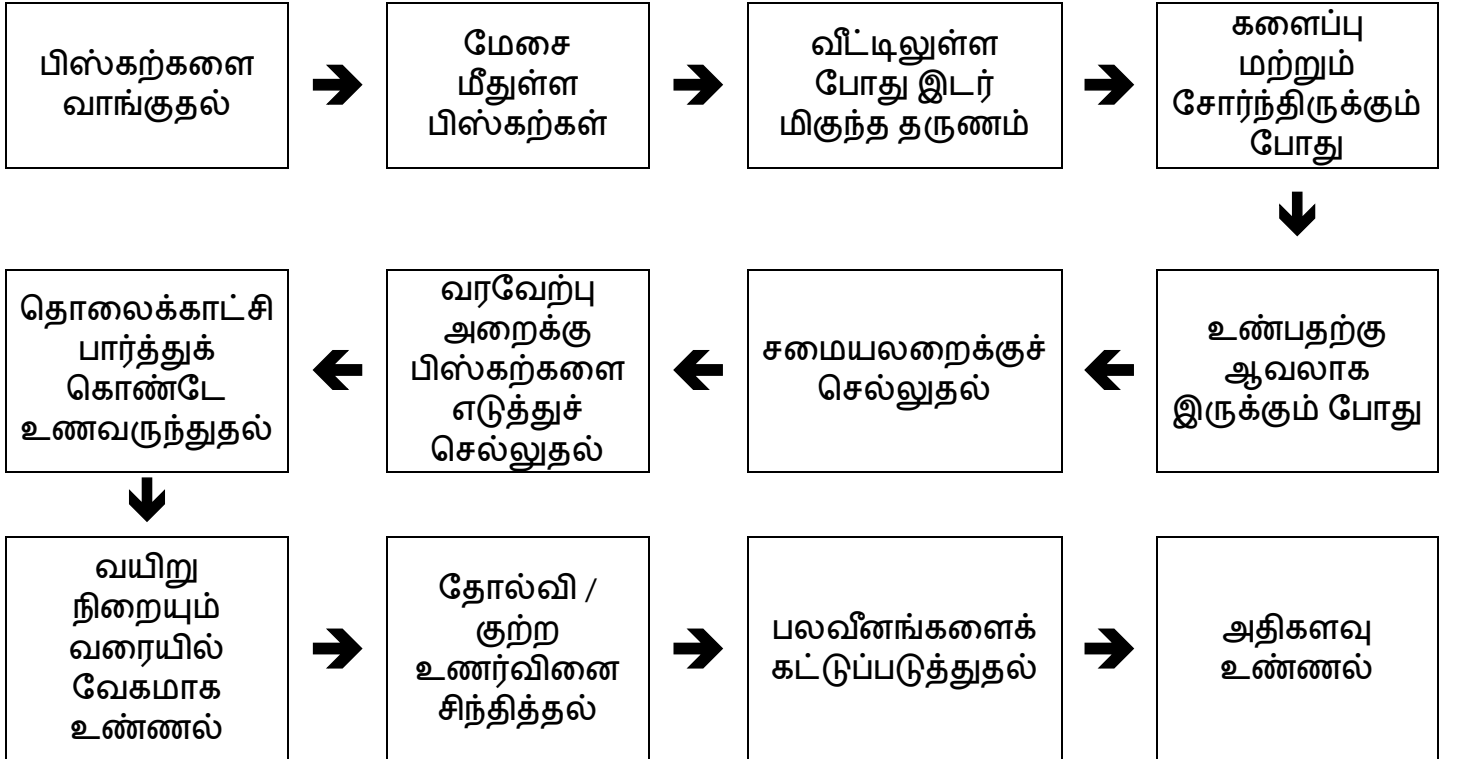 பிஸ்கற்களை
வாங்குதல்
மேசை
மீதுள்ள
பிஸ்கற்கள்
வீட்டிலுள்ள
போது இடர்
மிகுந்த தருணம்
களைப்பு
மற்றும்
சோர்ந்திருக்கும்
போது
உண்பதற்கு
ஆவலாக
இருக்கும் போது
சமையலறைக்குச்
செல்லுதல்
வரவேற்பு
அறைக்கு
பிஸ்கற்களை
எடுத்துச்
செல்லுதல்
தொலைக்காட்சி
பார்த்துக்
கொண்டே
உணவருந்துதல்
வயிறு
நிறையும்
வரையில்
வேகமாக
உண்ணல்
தோல்வி /
குற்ற
உணர்வினை
சிந்தித்தல்
பலவீனங்களைக்
கட்டுப்படுத்துதல்
அதிகளவு
உண்ணல்